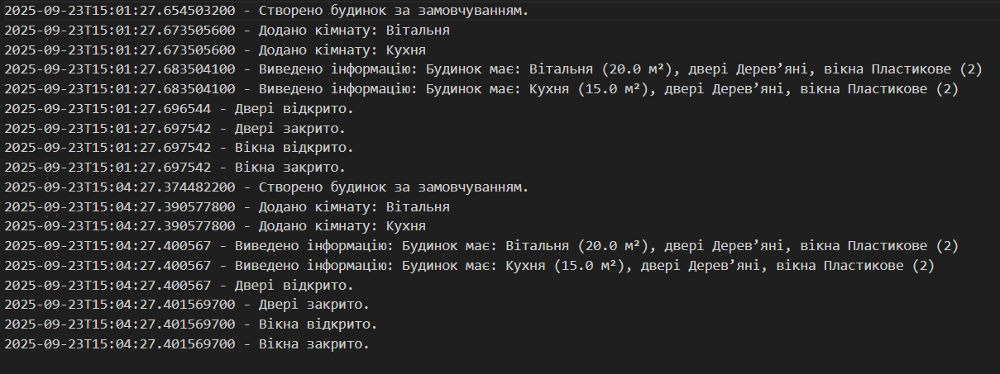 2025-09-23T15:01:27.654503200 - Створено будинок за замовчуванням.
2025-09-23T15:01:27.673505600 - Додано кімнату: Вітальня
2025-09-23T15:01:27.673505600 - Додано кімнату: Кухня
2025-09-23T15:01:27.683504100 - Виведено інформацію: Будинок має: Вітальня (20.0 м²), двері Дерев’яні, вікна Пластикове (2)
2025-09-23T15:01:27.683504100 - Виведено інформацію: Будинок має: Кухня (15.0 м²), двері Дерев’яні, вікна Пластикове (2)
2025-09-23T15:01:27.696544 - Двері відкрито.
2025-09-23T15:01:27.697542 - Двері закрито.
2025-09-23T15:01:27.697542 - Вікна відкрито.
2025-09-23T15:01:27.697542 - Вікна закрито.
2025-09-23T15:04:27.374482200 - Створено будинок за замовчуванням.
2025-09-23T15:04:27.390577800 - Додано кімнату: Вітальня
2025-09-23T15:04:27.390577800 - Додано кімнату: Кухня
2025-09-23T15:04:27.400567 - Виведено інформацію: Будинок має: Вітальня (20.0 м²), двері Дерев’яні, вікна Пластикове (2)
2025-09-23T15:04:27.400567 - Виведено інформацію: Будинок має: Кухня (15.0 м²), двері Дерев’яні, вікна Пластикове (2)
2025-09-23T15:04:27.400567 - Двері відкрито.
2025-09-23T15:04:27.401569700 - Двері закрито.
2025-09-23T15:04:27.401569700 - Вікна відкрито.
2025-09-23T15:04:27.401569700 - Вікна закрито.